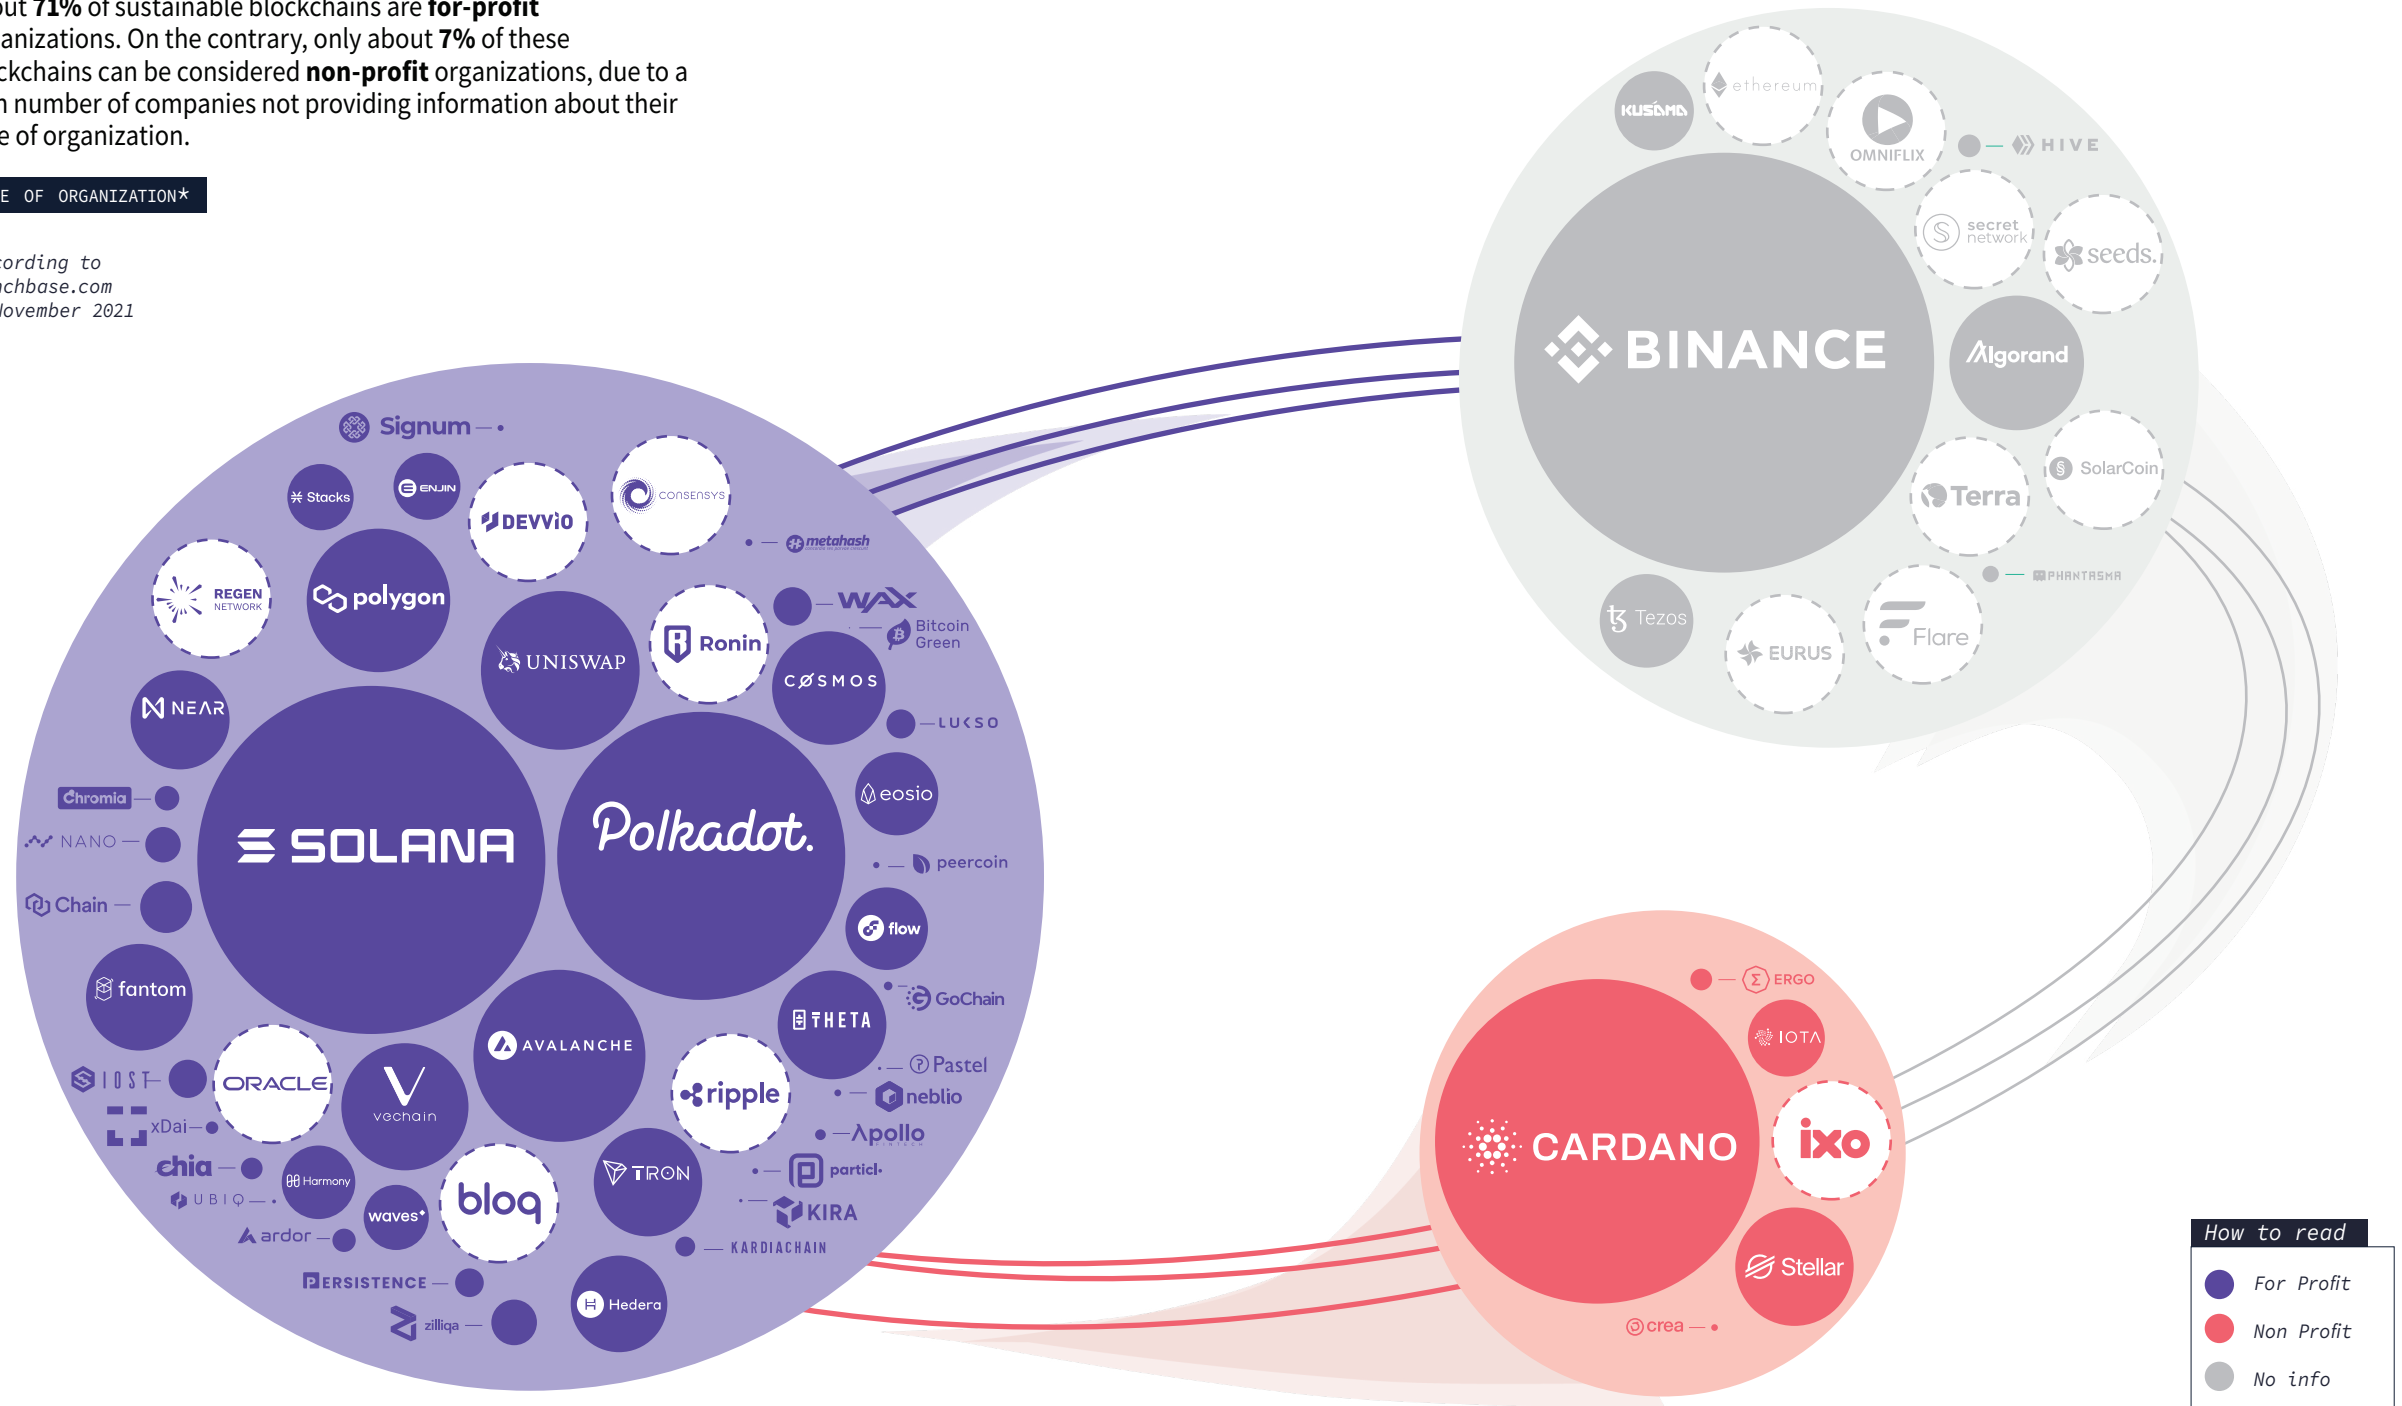 out 71% of sustainable blockchains are for-profit
anizations. On the contrary, only about 7% of these
ckchains can be considered non-profit organizations, due to a
h number of companies not providing information about their
e of organization.
E OF ORGANIZATION*
cording to
nchbase.com
November 2021
KUSAMA
ethereum
OMNIFLIX
HIVE
secret
network
seeds.
BINANCE
Algorand
SolarCoin
Terra
PHANTASMA
Tezos
EURUS
Flare
Signum
Stacks
ENJIN
DEVVIO
CONSENSYS
metahash
REGEN
NETWORK
polygon
WAX
Bitcoin
Green
UNISWAP
Ronin
COSMOS
NEAR
LUKSO
Chromia
eosio
NANO
SOLANA
Polkadot.
peercoin
Chain
flow
fantom
GoChain
AVALANCHE
THETA
IOST
ORACLE
vechain
ripple
Pastel
neblio
xDai
Apollo
FINTECH
chia
Harmony
TRON
particl
UBIQ
waves
bloq
KIRA
ardor
KARDIACHAIN
PERSISTENCE
zilliqa
Hedera
ERGO
IOTA
CARDANO
ixo
Stellar
crea
How to read
For Profit
Non Profit
No info